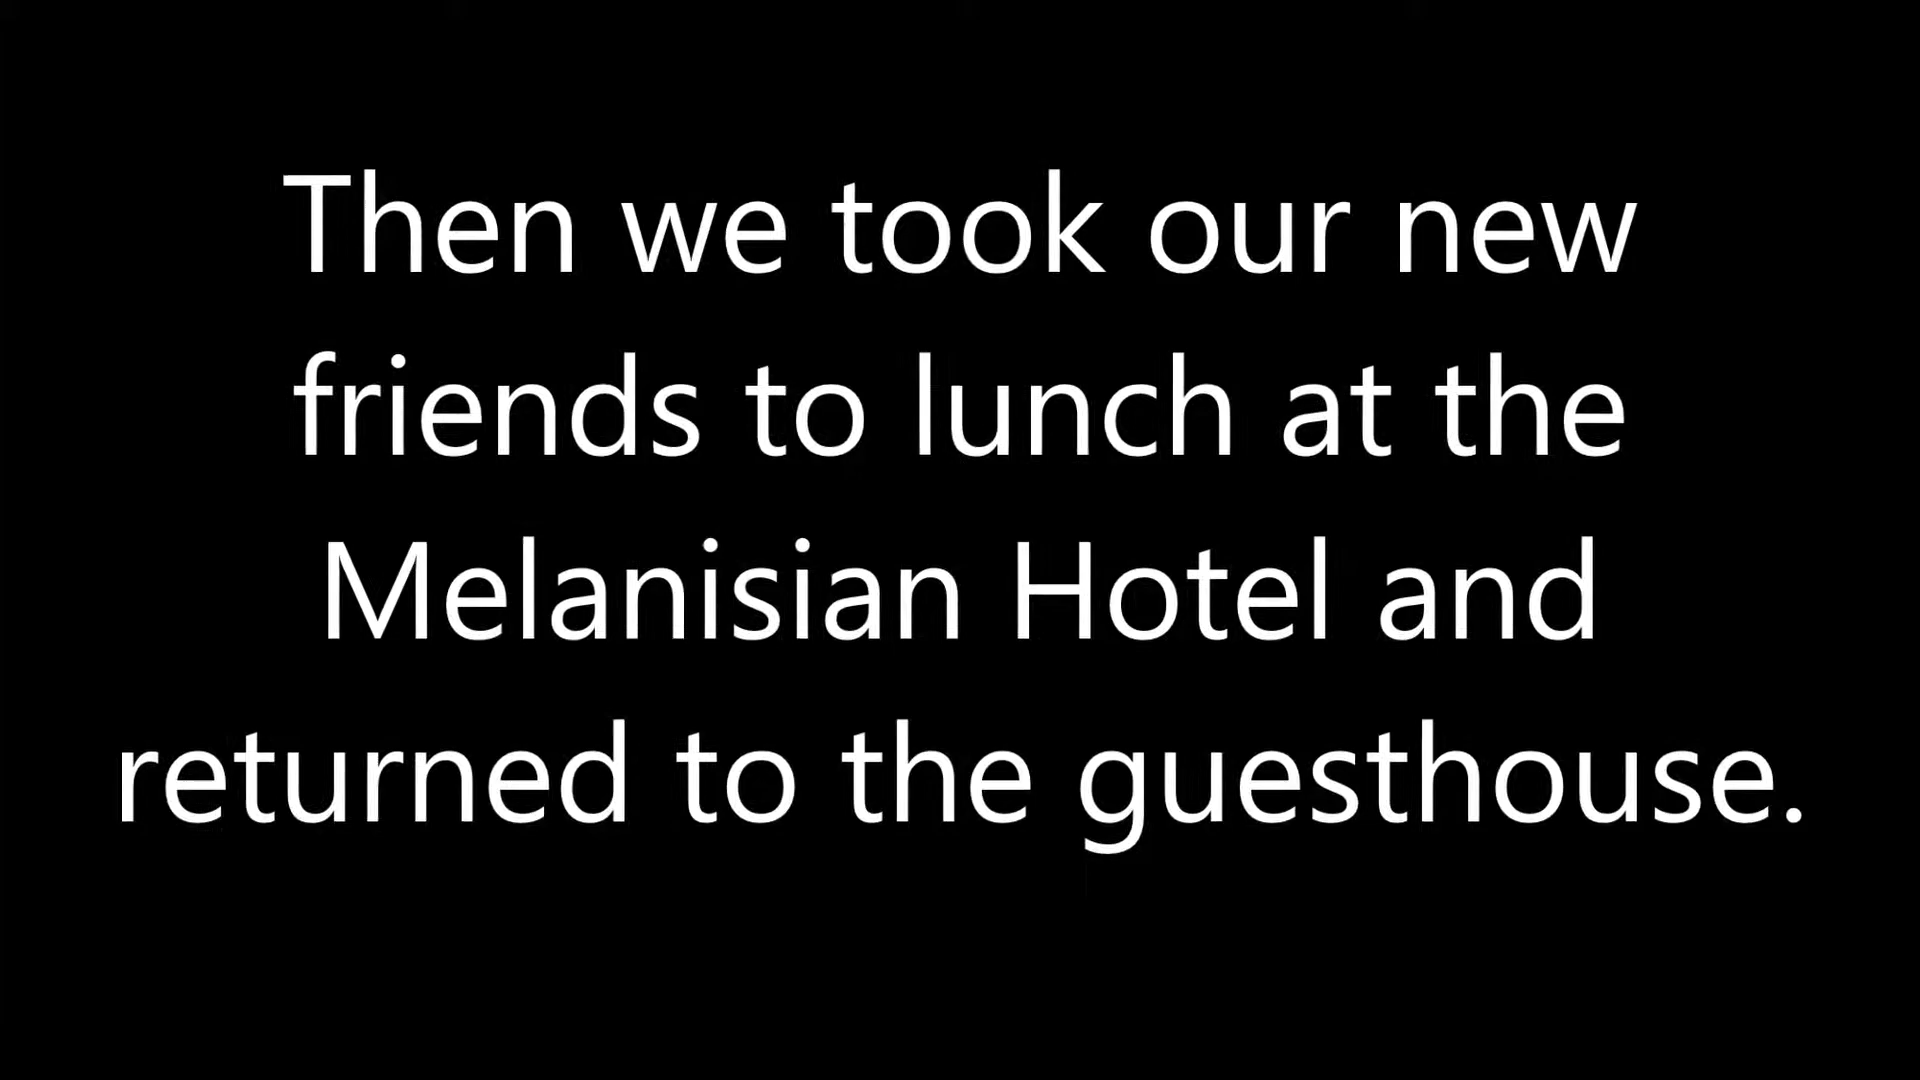 Then we took our new
friends to lunch at the
Melanisian Hotel and
returned to the guesthouse.